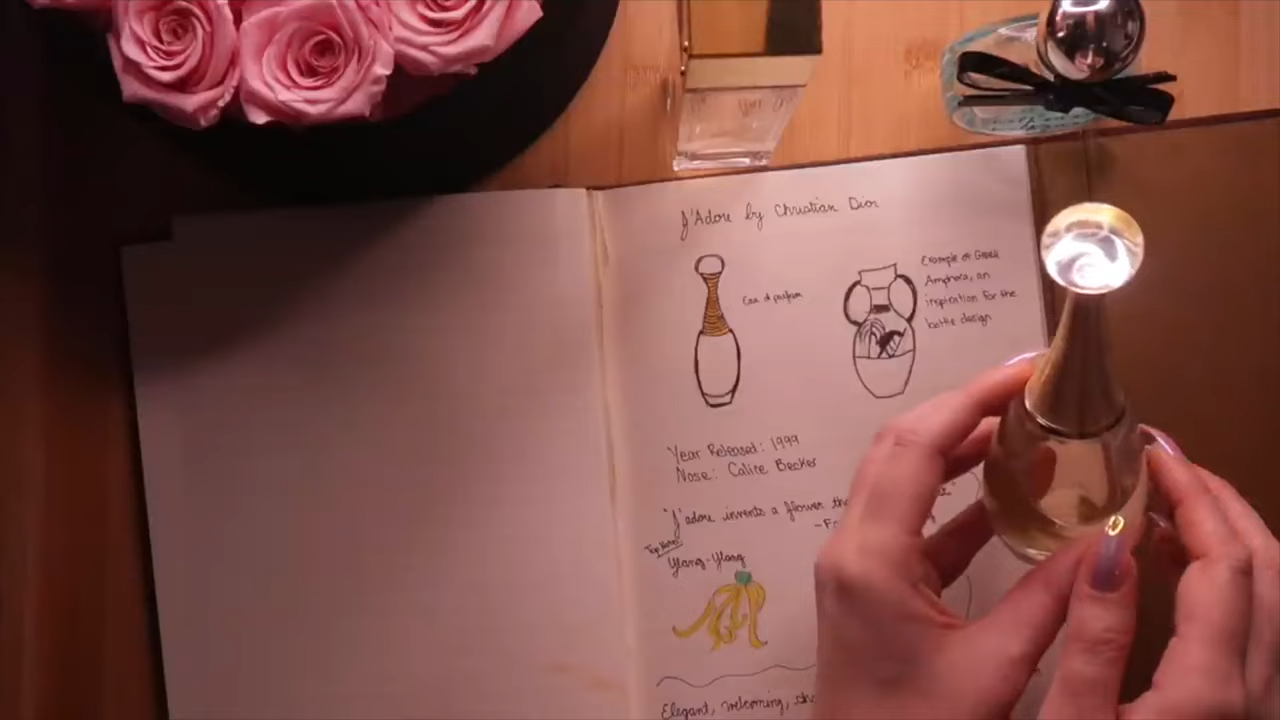 J'Adore by Christian Dior
Eau d parfum
Example of Greek
Amphora, an
inspiration for the
bottle design
Year Released: 1999
Nose: Calice Becker
"J'adore invents a flower
Top Notes:
Ylang-Ylang
Elegant, welcoming,